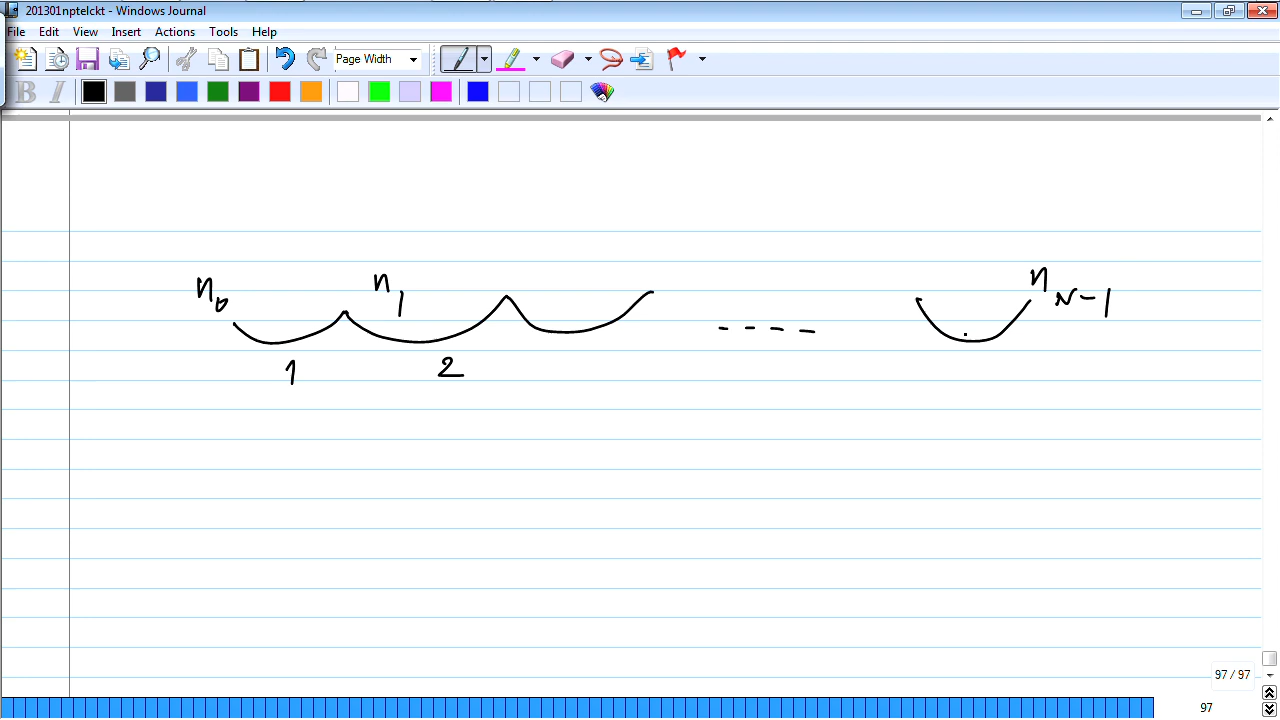 201301nptelckt - Windows Journal
File Edit View Insert Actions Tools Help
Page Width
B I
n₀ n₁ n_N-1
1 2
97 / 97
97